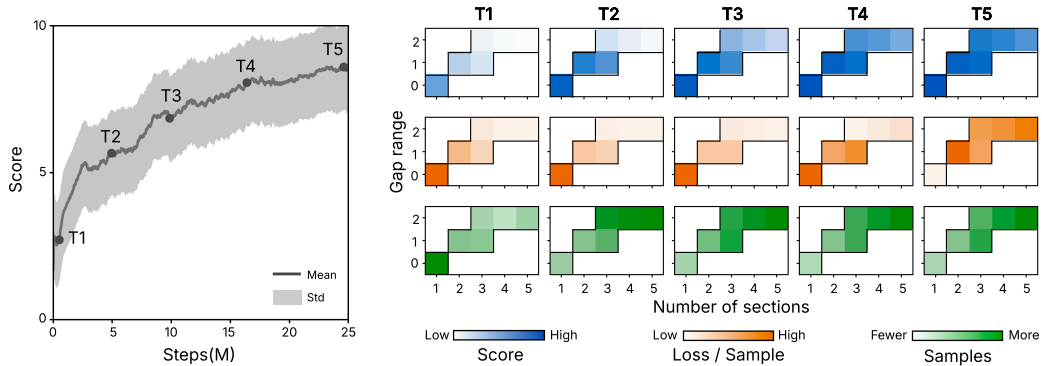 10
5
0
Score
T1
T2
T3
T4
T5
Mean
Std
0 5 10 15 20 25
Steps(M)
T1 T2 T3 T4 T5
2
1
0
2
1
0
2
1
0
Gap range
1 2 3 4 5 1 2 3 4 5 1 2 3 4 5 1 2 3 4 5 1 2 3 4 5
Number of sections
Low High Low High Fewer More
Score Loss / Sample Samples